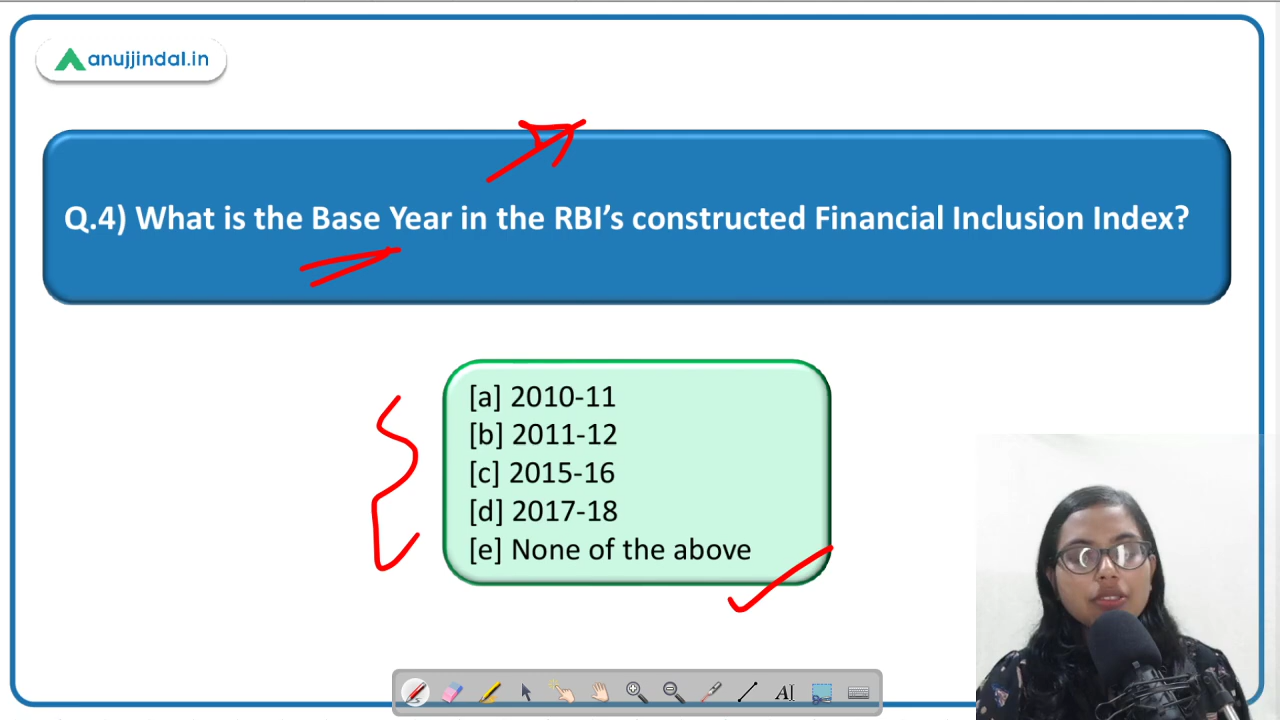 anujjindal.in
Q.4) What is the Base Year in the RBI’s constructed Financial Inclusion Index?
[a] 2010-11
[b] 2011-12
[c] 2015-16
[d] 2017-18
[e] None of the above
AI